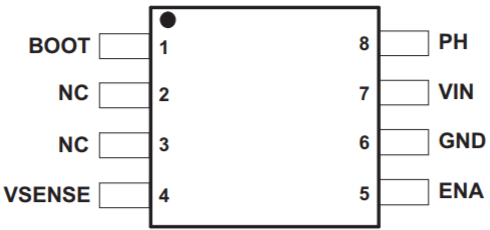 BOOT 1 8 PH
NC 2 7 VIN
NC 3 6 GND
VSENSE 4 5 ENA